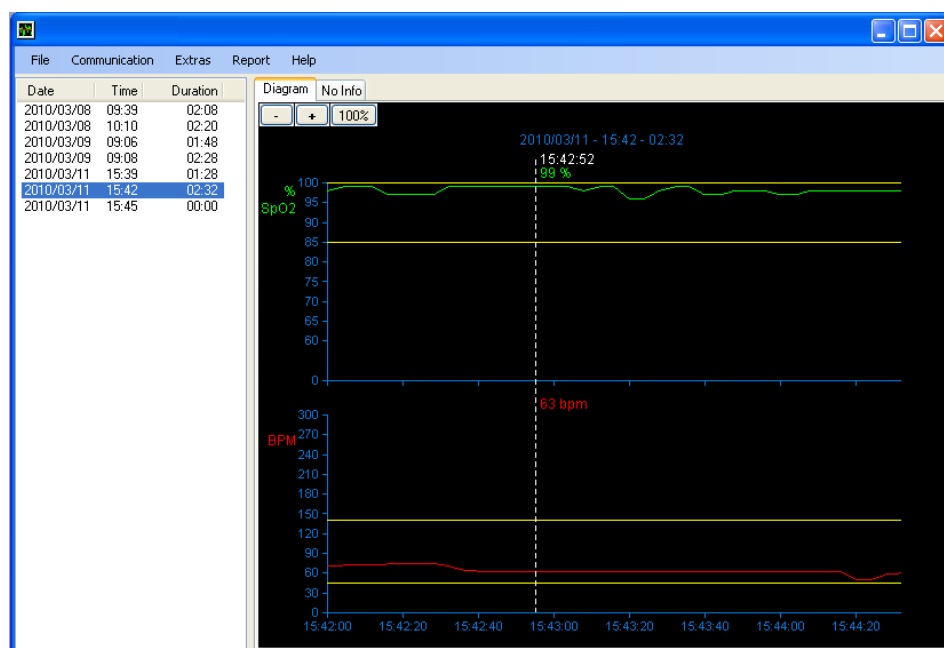 File Communication Extras Report Help
Date Time Duration
2010/03/08 09:39 02:08
2010/03/08 10:10 02:20
2010/03/09 09:06 01:48
2010/03/09 09:08 02:28
2010/03/11 15:39 01:28
2010/03/11 15:42 02:32
2010/03/11 15:45 00:00
Diagram No Info
- + 100%
2010/03/11 - 15:42 - 02:32
15:42:52
99 %
%
SpO2
100
95
90
85
80
75
70
65
60
0
63 bpm
BPM
300
270
240
210
180
150
120
90
60
30
0
15:42:00 15:42:20 15:42:40 15:43:00 15:43:20 15:43:40 15:44:00 15:44:20